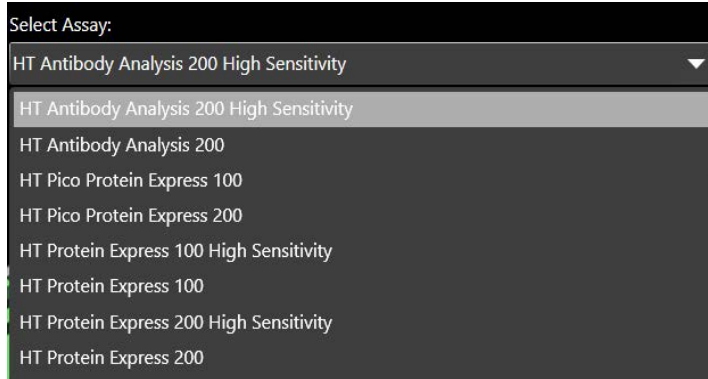 Select Assay:
HT Antibody Analysis 200 High Sensitivity
HT Antibody Analysis 200 High Sensitivity
HT Antibody Analysis 200
HT Pico Protein Express 100
HT Pico Protein Express 200
HT Protein Express 100 High Sensitivity
HT Protein Express 100
HT Protein Express 200 High Sensitivity
HT Protein Express 200